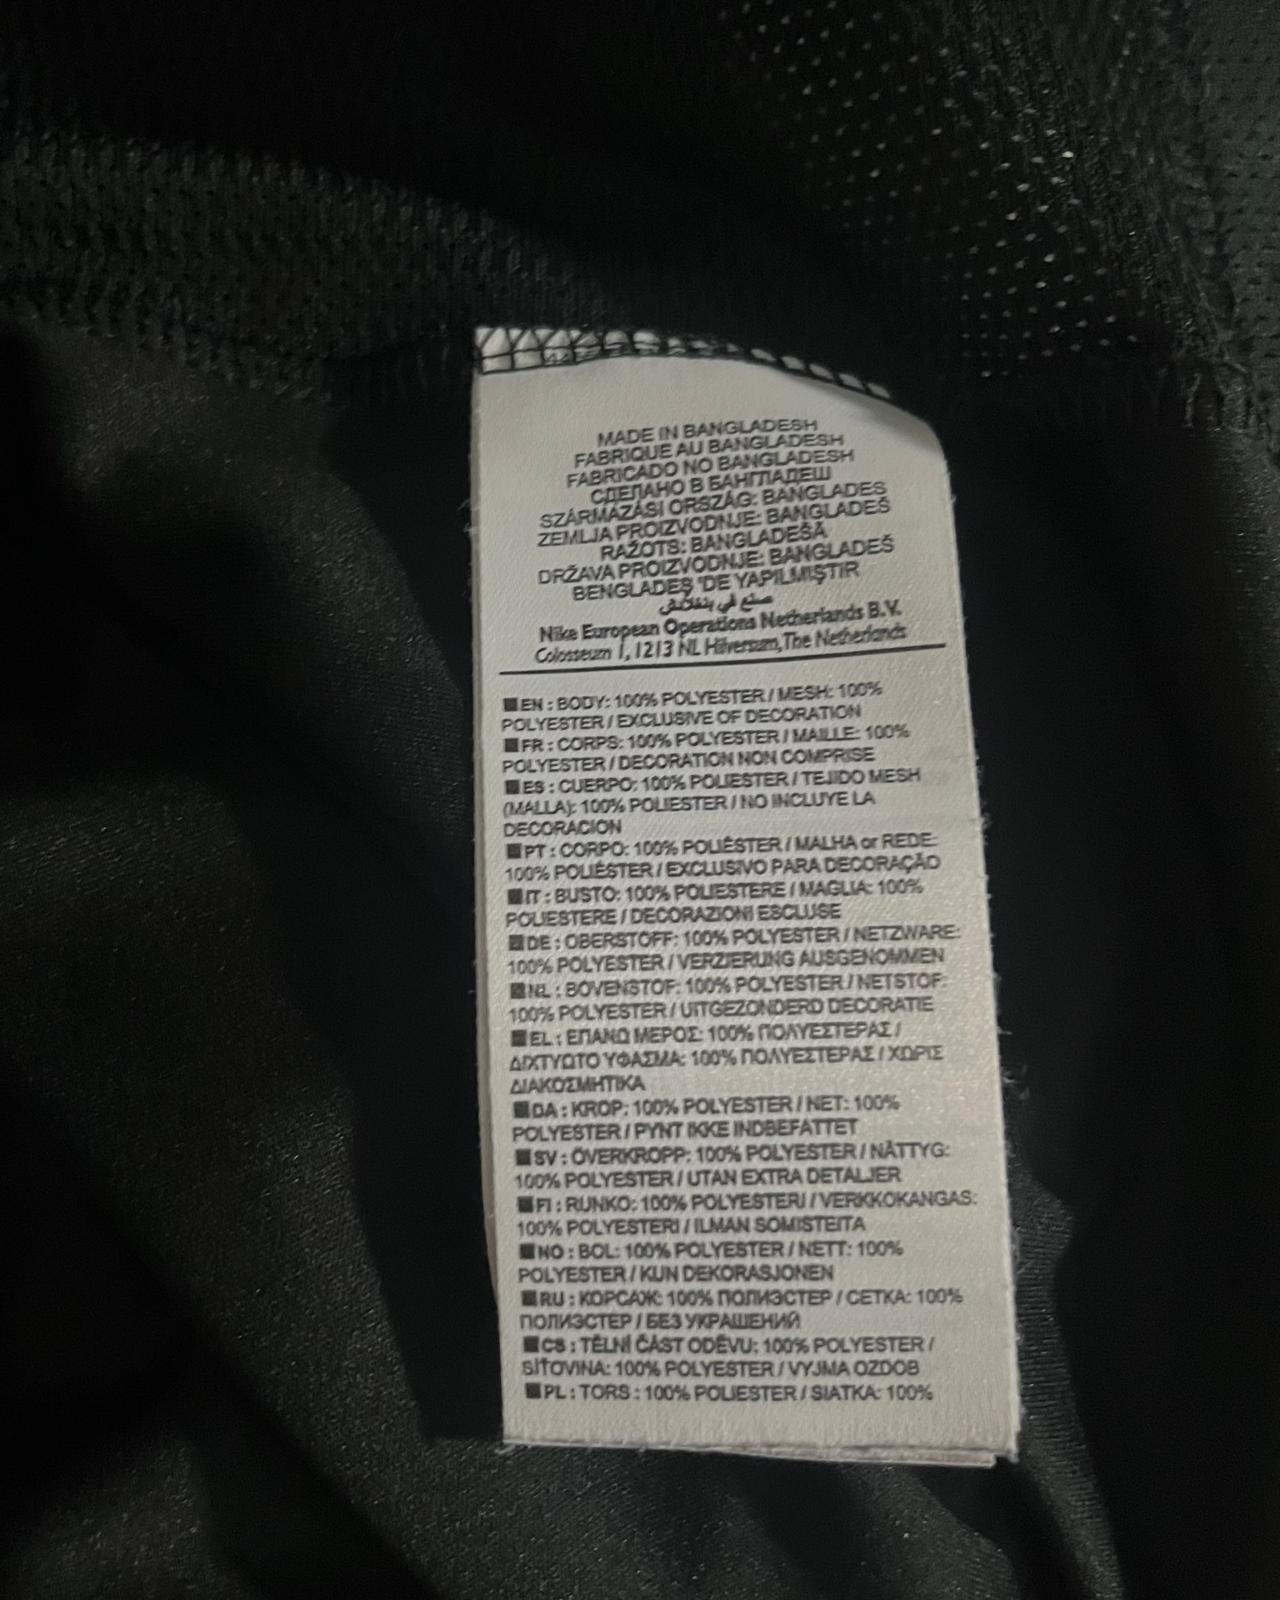 MADE IN BANGLADESH
FABRIQUE AU BANGLADESH
FABRICADO NO BANGLADESH
СДЕЛАНО В БАНГЛАДЕШ
SZÁRMAZÁSI ORSZÁG: BANGLADES
ZEMLJA PROIZVODNJE: BANGLADEŠ
RAŽOTS: BANGLADEŠĀ
DRŽAVA PROIZVODNJE: BANGLADEŠ
BENGLADEŞ 'DE YAPILMIŞTIR
صنع في بنغلاديش
Nike European Operations Netherlands B.V.
Colosseum 1, 1213 NL Hilversum, The Netherlands
EN : BODY: 100% POLYESTER / MESH: 100%
POLYESTER / EXCLUSIVE OF DECORATION
FR : CORPS: 100% POLYESTER / MAILLE: 100%
POLYESTER / DECORATION NON COMPRISE
ES : CUERPO: 100% POLIESTER / TEJIDO MESH
(MALLA): 100% POLIESTER / NO INCLUYE LA
DECORACION
PT : CORPO: 100% POLIÉSTER / MALHA or REDE:
100% POLIÉSTER / EXCLUSIVO PARA DECORAÇÃO
IT : BUSTO: 100% POLIESTERE / MAGLIA: 100%
POLIESTERE / DECORAZIONI ESCLUSE
DE : OBERSTOFF: 100% POLYESTER / NETZWARE:
100% POLYESTER / VERZIERUNG AUSGENOMMEN
NL : BOVENSTOF: 100% POLYESTER / NETSTOF:
100% POLYESTER / UITGEZONDERD DECORATIE
EL : ΕΠΑΝΩ ΜΕΡΟΣ: 100% ΠΟΛΥΕΣΤΕΡΑΣ /
ΔΙΧΤΥΩΤΟ ΥΦΑΣΜΑ: 100% ΠΟΛΥΕΣΤΕΡΑΣ / ΧΩΡΙΣ
ΔΙΑΚΟΣΜΗΤΙΚΑ
DA : KROP: 100% POLYESTER / NET: 100%
POLYESTER / PYNT IKKE INDBEFATTET
SV : ÖVERKROPP: 100% POLYESTER / NÄTTYG:
100% POLYESTER / UTAN EXTRA DETALJER
FI : RUNKO: 100% POLYESTERI / VERKKOKANGAS:
100% POLYESTERI / ILMAN SOMISTEITA
NO : BOL: 100% POLYESTER / NETT: 100%
POLYESTER / KUN DEKORASJONEN
RU : КОРСАЖ: 100% ПОЛИЭСТЕР / СЕТКА: 100%
ПОЛИЭСТЕР / БЕЗ УКРАШЕНИЙ
CS : TĚLNÍ ČÁST ODĚVU: 100% POLYESTER /
SÍŤOVINA: 100% POLYESTER / VYJMA OZDOB
PL : TORS : 100% POLIESTER / SIATKA: 100%